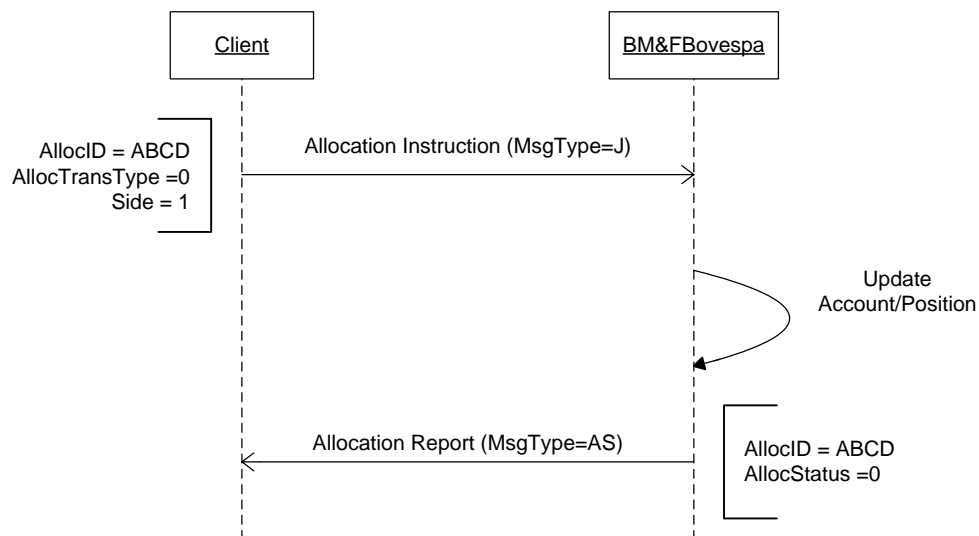 Client
BM&FBovespa
Allocation Instruction (MsgType=J)
AllocID = ABCD
AllocTransType =0
Side = 1
Update
Account/Position
Allocation Report (MsgType=AS)
AllocID = ABCD
AllocStatus =0